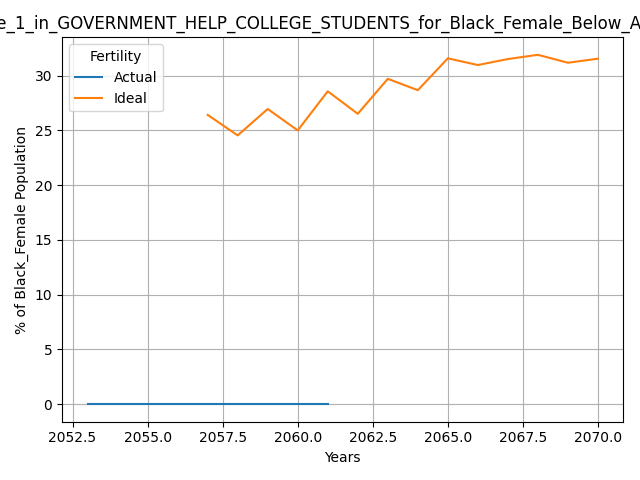 e_1_in_GOVERNMENT_HELP_COLLEGE_STUDENTS_for_Black_Female_Below_A
Fertility
Actual
Ideal
% of Black_Female Population
30
25
20
15
10
5
0
2052.5 2055.0 2057.5 2060.0 2062.5 2065.0 2067.5 2070.0
Years